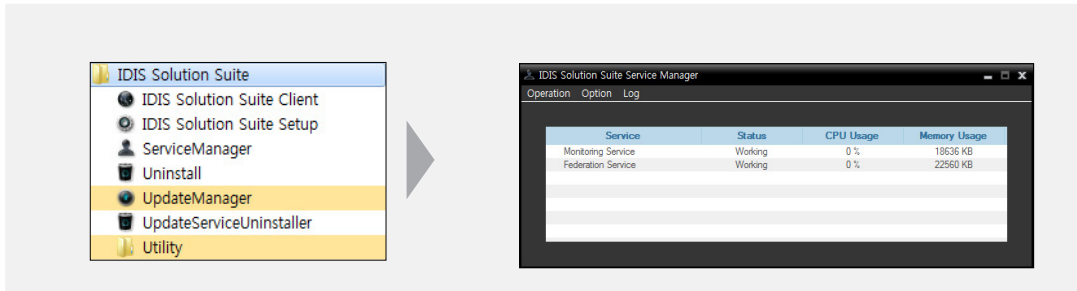 IDIS Solution Suite
IDIS Solution Suite Client
IDIS Solution Suite Setup
ServiceManager
Uninstall
UpdateManager
UpdateServiceUninstaller
Utility
IDIS Solution Suite Service Manager
Operation Option Log
Service Status CPU Usage Memory Usage
Monitoring Service Working 0 % 18636 KB
Federation Service Working 0 % 22560 KB